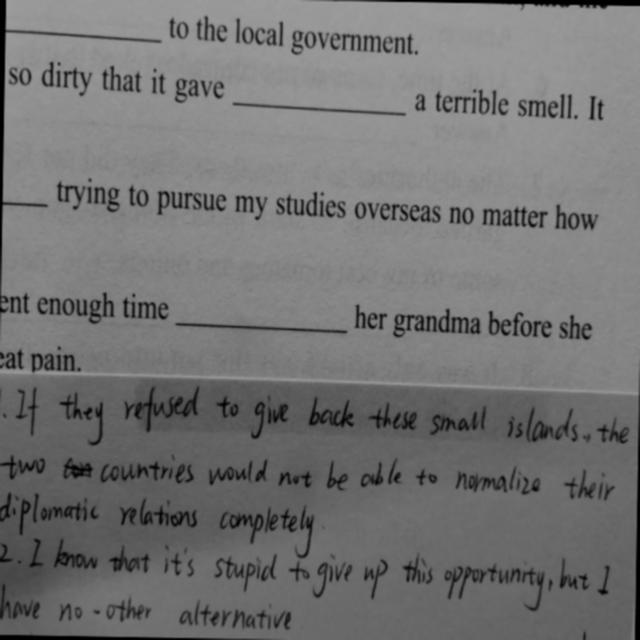 to the local government.
so dirty that it gave ____________ a terrible smell. It
____ trying to pursue my studies overseas no matter how
ent enough time ____________ her grandma before she
eat pain.
1. If they refused to give back these small islands, the
two countries would not be able to normalize their
diplomatic relations completely.
2. I know that it's stupid to give up this opportunity, but I
have no-other alternative